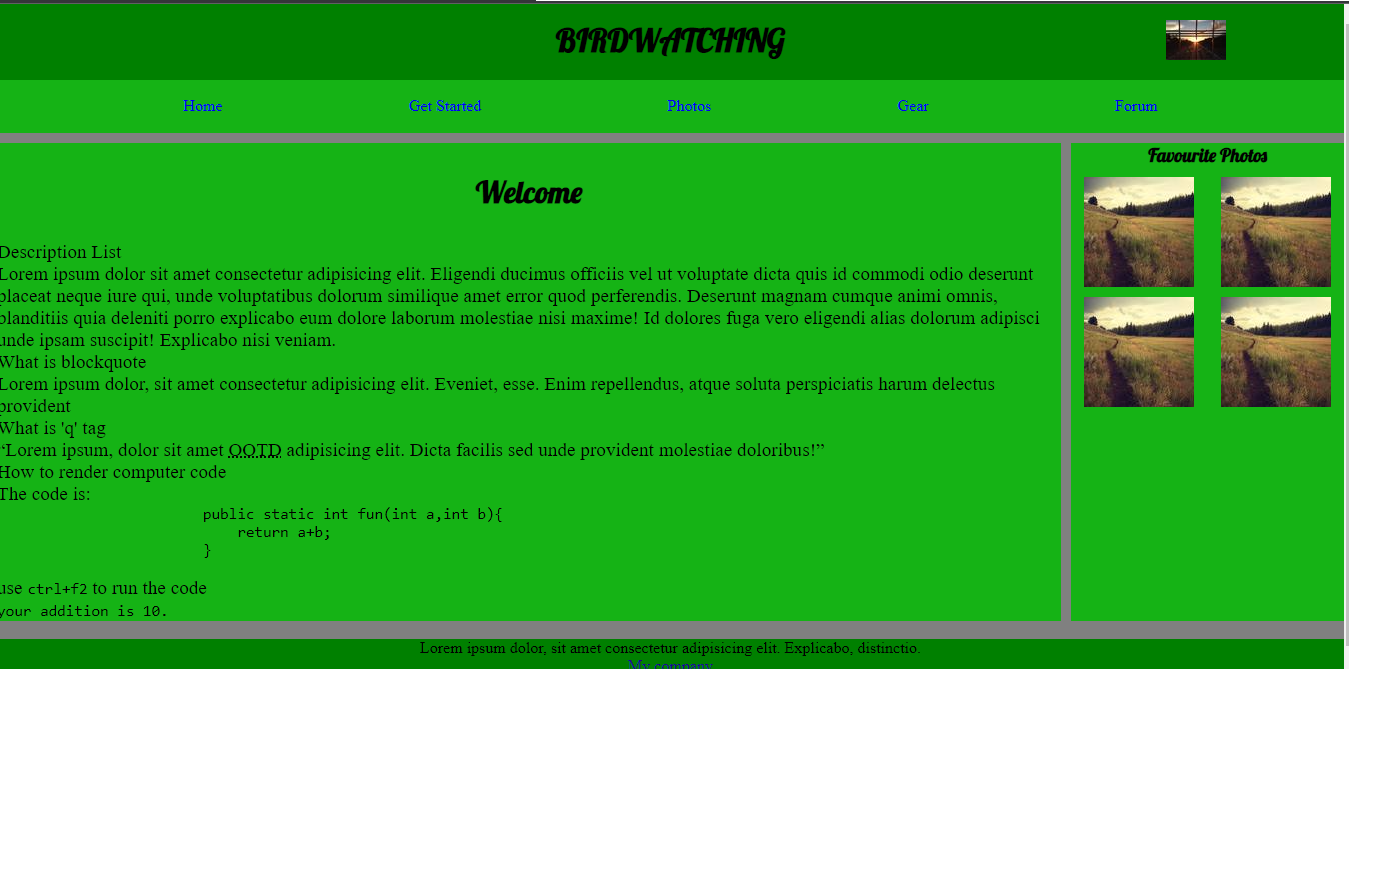 BIRDWATCHING
Home Get Started Photos Gear Forum
Welcome
Description List
Lorem ipsum dolor sit amet consectetur adipisicing elit. Eligendi ducimus officiis vel ut voluptate dicta quis id commodi odio deserunt
placeat neque iure qui, unde voluptatibus dolorum similique amet error quod perferendis. Deserunt magnam cumque animi omnis,
blanditiis quia deleniti porro explicabo eum dolore laborum molestiae nisi maxime! Id dolores fuga vero eligendi alias dolorum adipisci
unde ipsam suscipit! Explicabo nisi veniam.
What is blockquote
Lorem ipsum dolor, sit amet consectetur adipisicing elit. Eveniet, esse. Enim repellendus, atque soluta perspiciatis harum delectus
provident
What is 'q' tag
“Lorem ipsum, dolor sit amet OOTD adipisicing elit. Dicta facilis sed unde provident molestiae doloribus!”
How to render computer code
The code is:
public static int fun(int a,int b){
return a+b;
}
use ctrl+f2 to run the code
your addition is 10.
Favourite Photos
Lorem ipsum dolor, sit amet consectetur adipisicing elit. Explicabo, distinctio.
My company